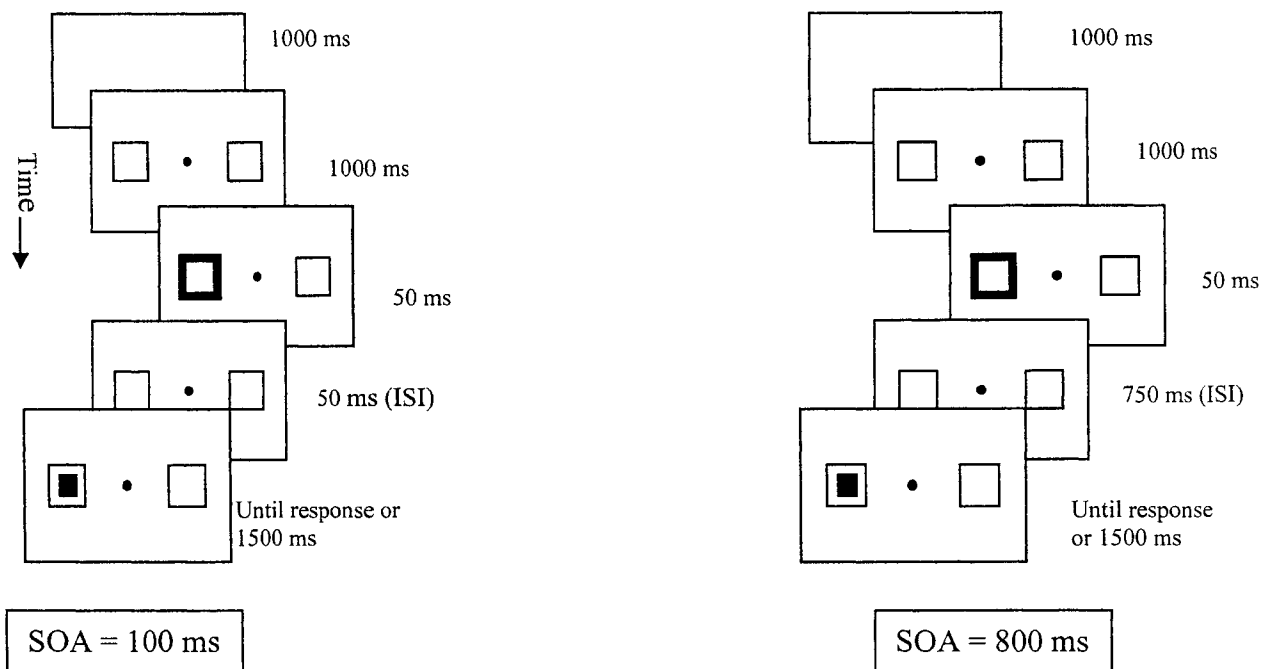 1000 ms
1000 ms
50 ms
50 ms (ISI)
Until response or
1500 ms
Time
SOA = 100 ms
1000 ms
1000 ms
50 ms
750 ms (ISI)
Until response
or 1500 ms
SOA = 800 ms